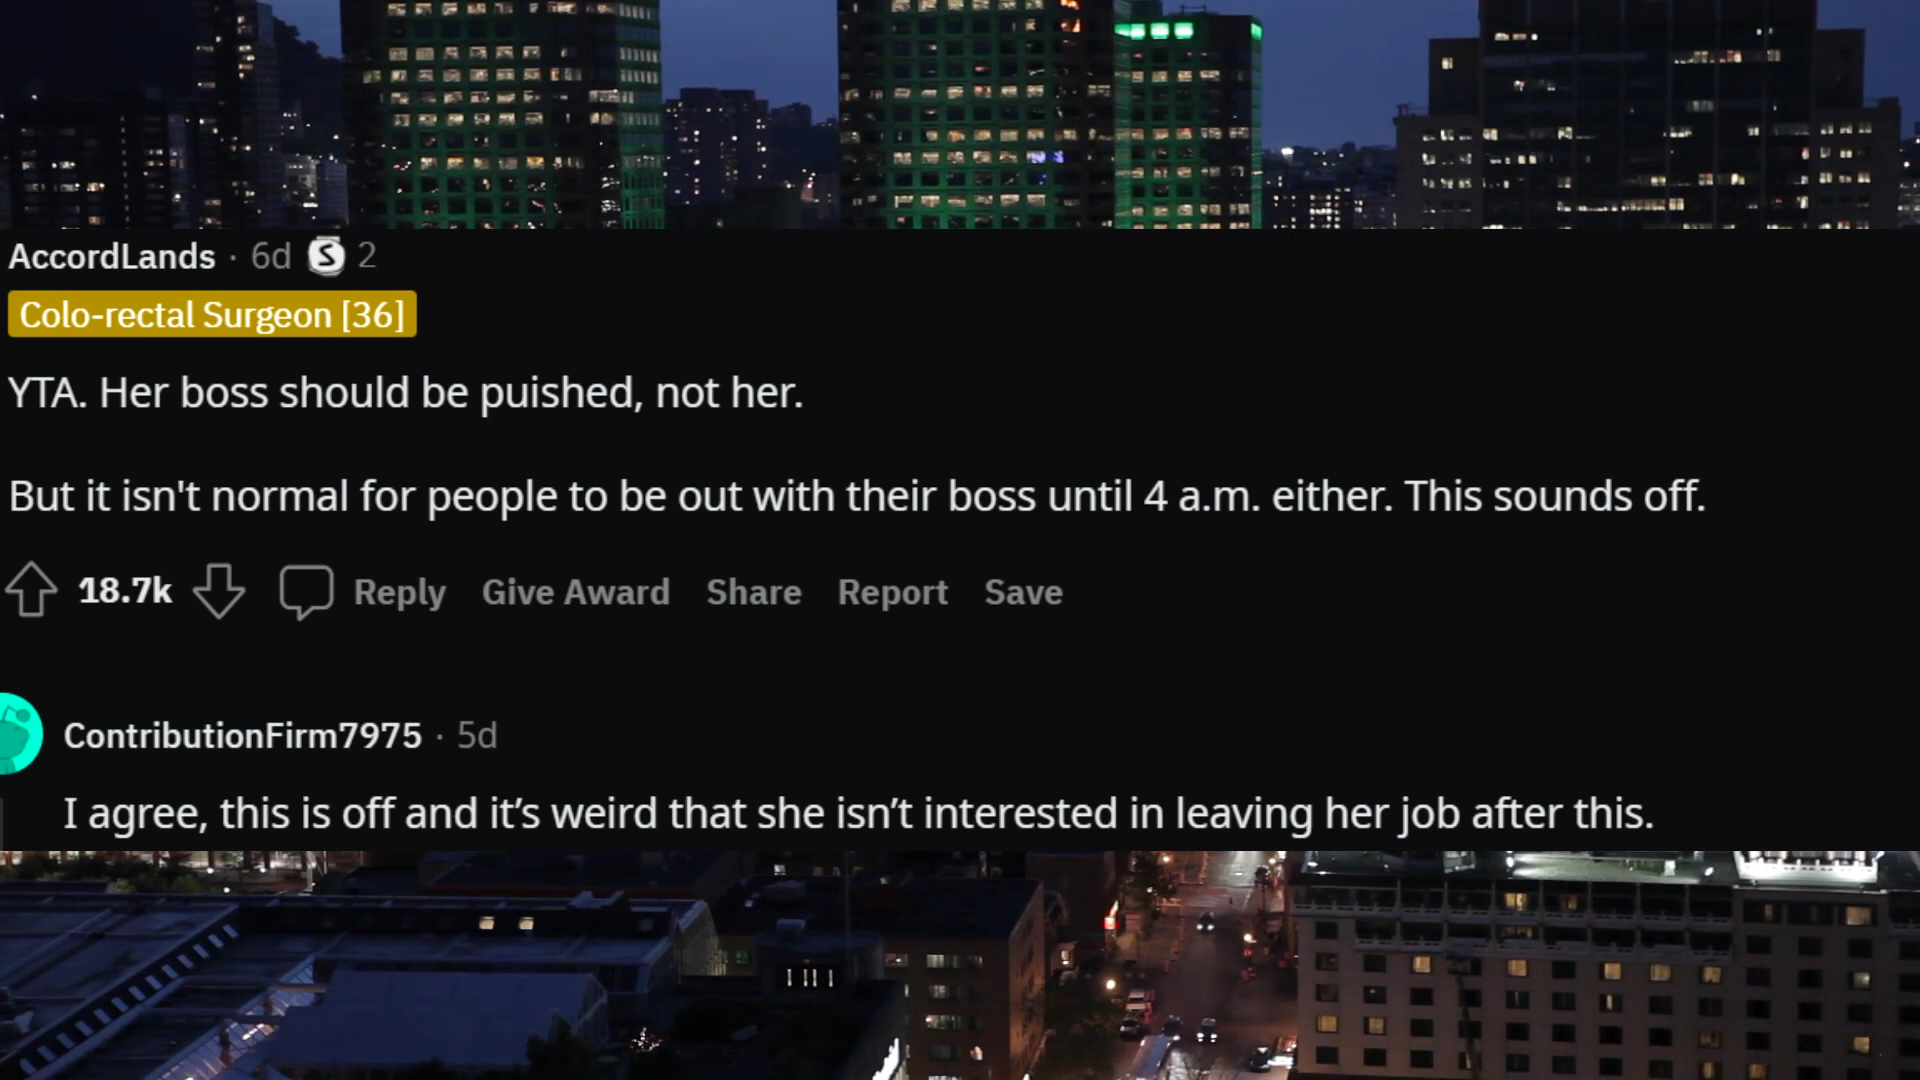 AccordLands · 6d S 2
Colo-rectal Surgeon [36]
YTA. Her boss should be puished, not her.
But it isn't normal for people to be out with their boss until 4 a.m. either. This sounds off.
18.7k Reply Give Award Share Report Save
ContributionFirm7975 · 5d
I agree, this is off and it’s weird that she isn’t interested in leaving her job after this.